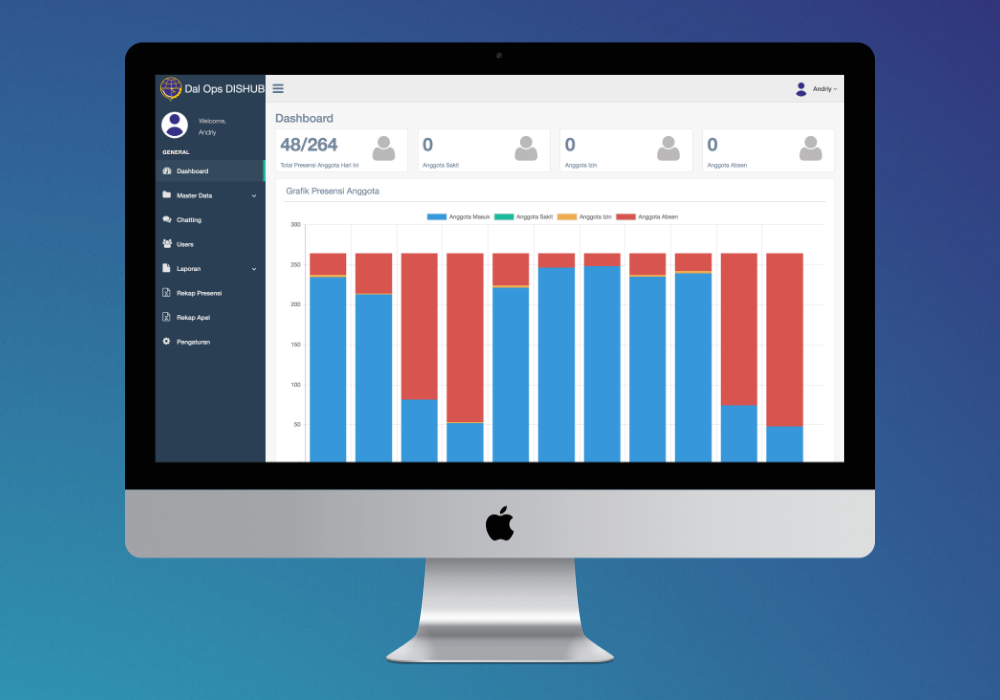 Dal Ops DISHUB
Andriy
Welcome,
Andriy
GENERAL
Dashboard
Master Data
Chatting
Users
Laporan
Rekap Presensi
Rekap Apel
Pengaturan
Dashboard
48/264
Total Presensi Anggota Hari Ini
0
Anggota Sakit
0
Anggota Izin
0
Anggota Absen
Grafik Presensi Anggota
Anggota Masuk
Anggota Sakit
Anggota Izin
Anggota Absen
300
250
200
150
100
50